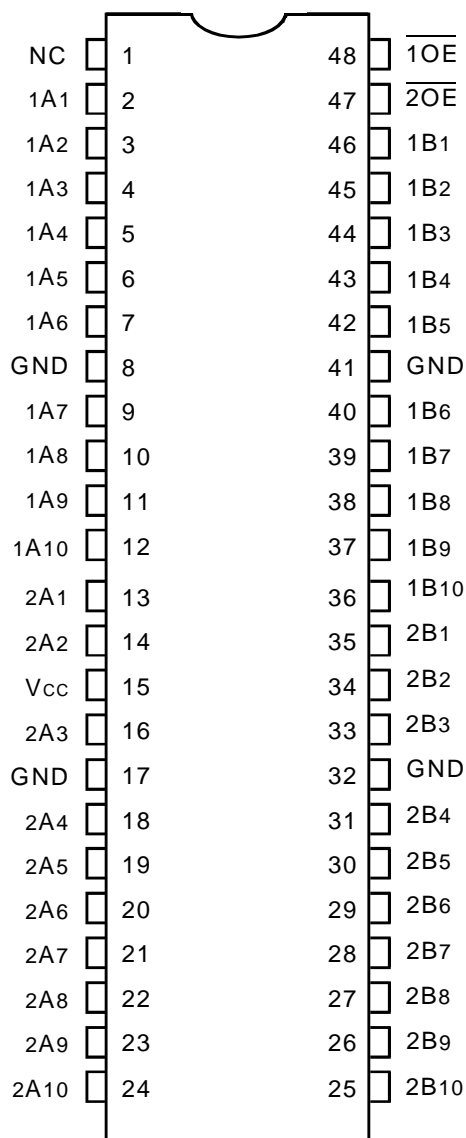 NC 1 48 1OE
1A1 2 47 2OE
1A2 3 46 1B1
1A3 4 45 1B2
1A4 5 44 1B3
1A5 6 43 1B4
1A6 7 42 1B5
GND 8 41 GND
1A7 9 40 1B6
1A8 10 39 1B7
1A9 11 38 1B8
1A10 12 37 1B9
2A1 13 36 1B10
2A2 14 35 2B1
Vcc 15 34 2B2
2A3 16 33 2B3
GND 17 32 GND
2A4 18 31 2B4
2A5 19 30 2B5
2A6 20 29 2B6
2A7 21 28 2B7
2A8 22 27 2B8
2A9 23 26 2B9
2A10 24 25 2B10